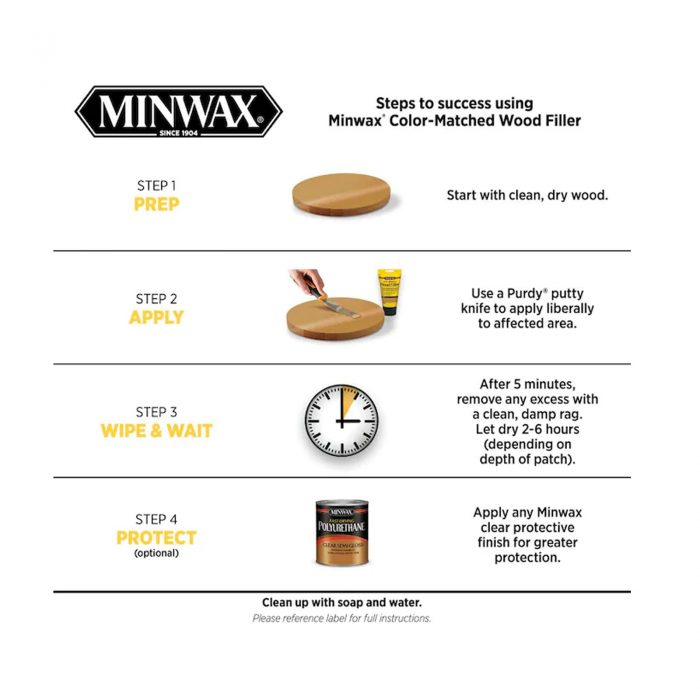 MINWAX®
SINCE 1904
Steps to success using
Minwax® Color-Matched Wood Filler
STEP 1
PREP
Start with clean, dry wood.
STEP 2
APPLY
Use a Purdy® putty
knife to apply liberally
to affected area.
STEP 3
WIPE & WAIT
After 5 minutes,
remove any excess with
a clean, damp rag.
Let dry 2-6 hours
(depending on
depth of patch).
STEP 4
PROTECT
(optional)
MINWAX
FAST-DRYING
POLYURETHANE
CLEAR SEMI-GLOSS
Apply any Minwax
clear protective
finish for greater
protection.
Clean up with soap and water.
Please reference label for full instructions.